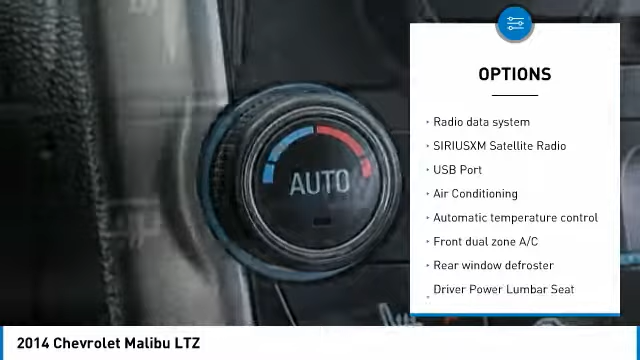 OPTIONS
Radio data system
SIRIUSXM Satellite Radio
USB Port
Air Conditioning
Automatic temperature control
Front dual zone A/C
Rear window defroster
Driver Power Lumbar Seat
AUTO
2014 Chevrolet Malibu LTZ